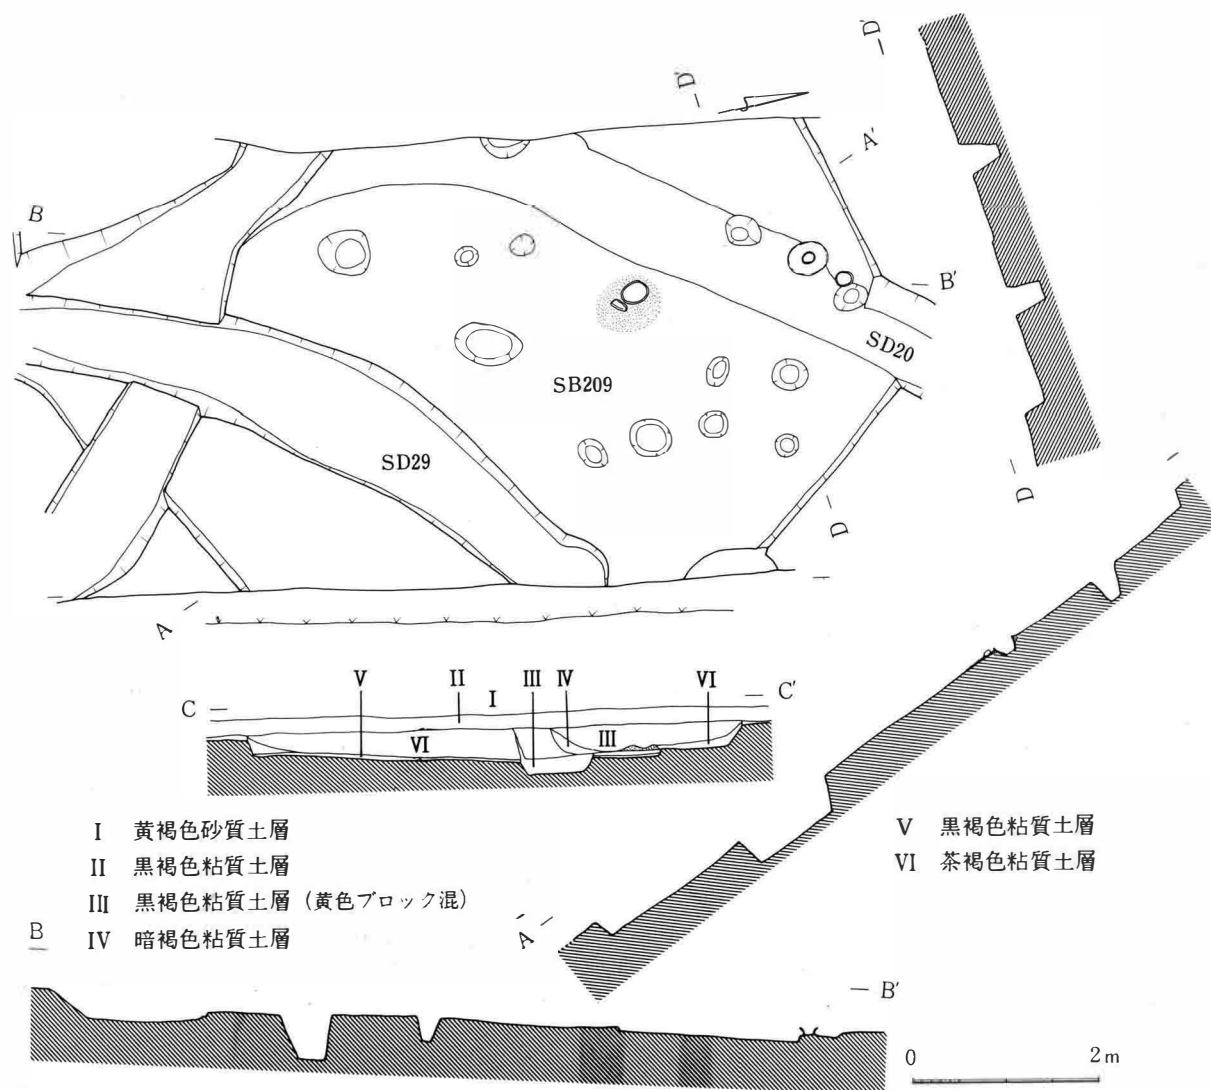 D'
D'
A'
B
B'
SD20
SB209
SD29
D
D
A
V
II
I
III
IV
VI
C
C'
VI
III
I 黄褐色砂質土層
II 黒褐色粘質土層
III 黒褐色粘質土層（黄色ブロック混）
IV 暗褐色粘質土層
V 黒褐色粘質土層
VI 茶褐色粘質土層
A
B
B'
0 2m